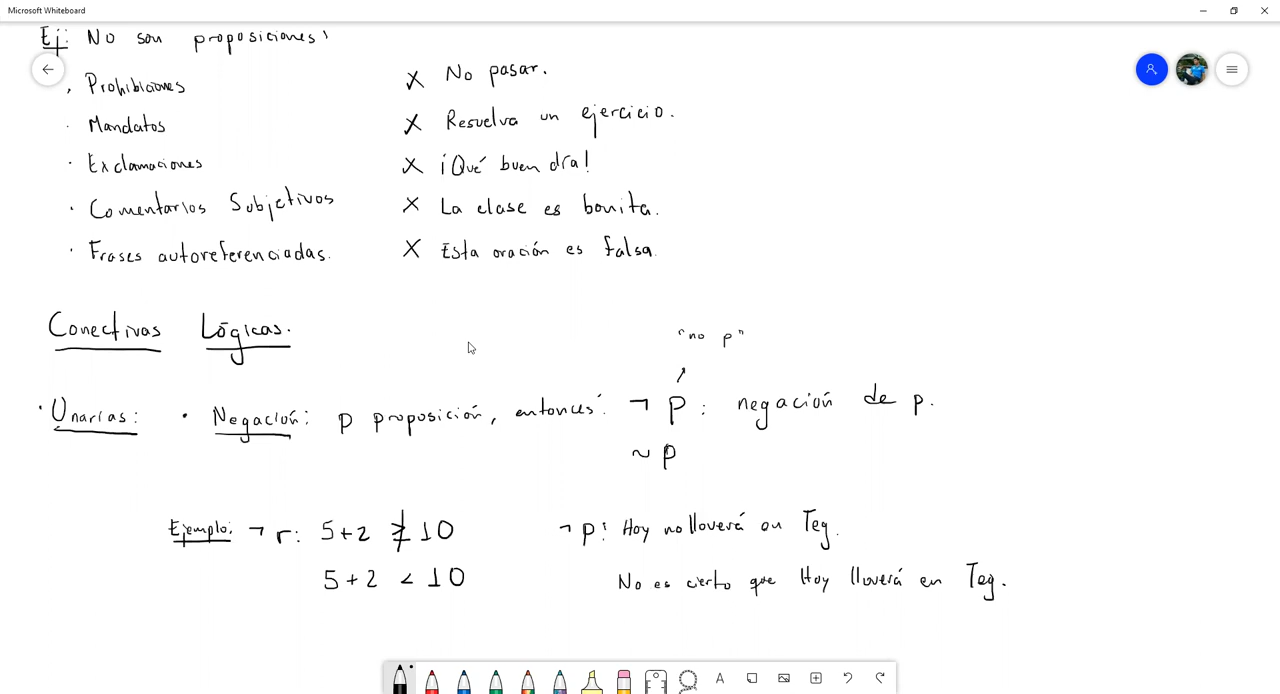 Microsoft Whiteboard
Ej: No son proposiciones:
· Prohibiciones X No pasar.
· Mandatos X Resuelva un ejercicio.
· Exclamaciones X ¡Qué buen día!
· Comentarios Subjetivos X La clase es bonita.
· Frases autoreferenciadas. X Esta oración es falsa.
Conectivas Lógicas.
"no p"
· Unarias: · Negación: p proposición, entonces: ¬ p : negación de p.
~ p
Ejemplo: ¬ r: 5+2 ≱ 10 ¬ p: Hoy no lloverá en Teg.
5+2 < 10 No es cierto que Hoy lloverá en Teg.